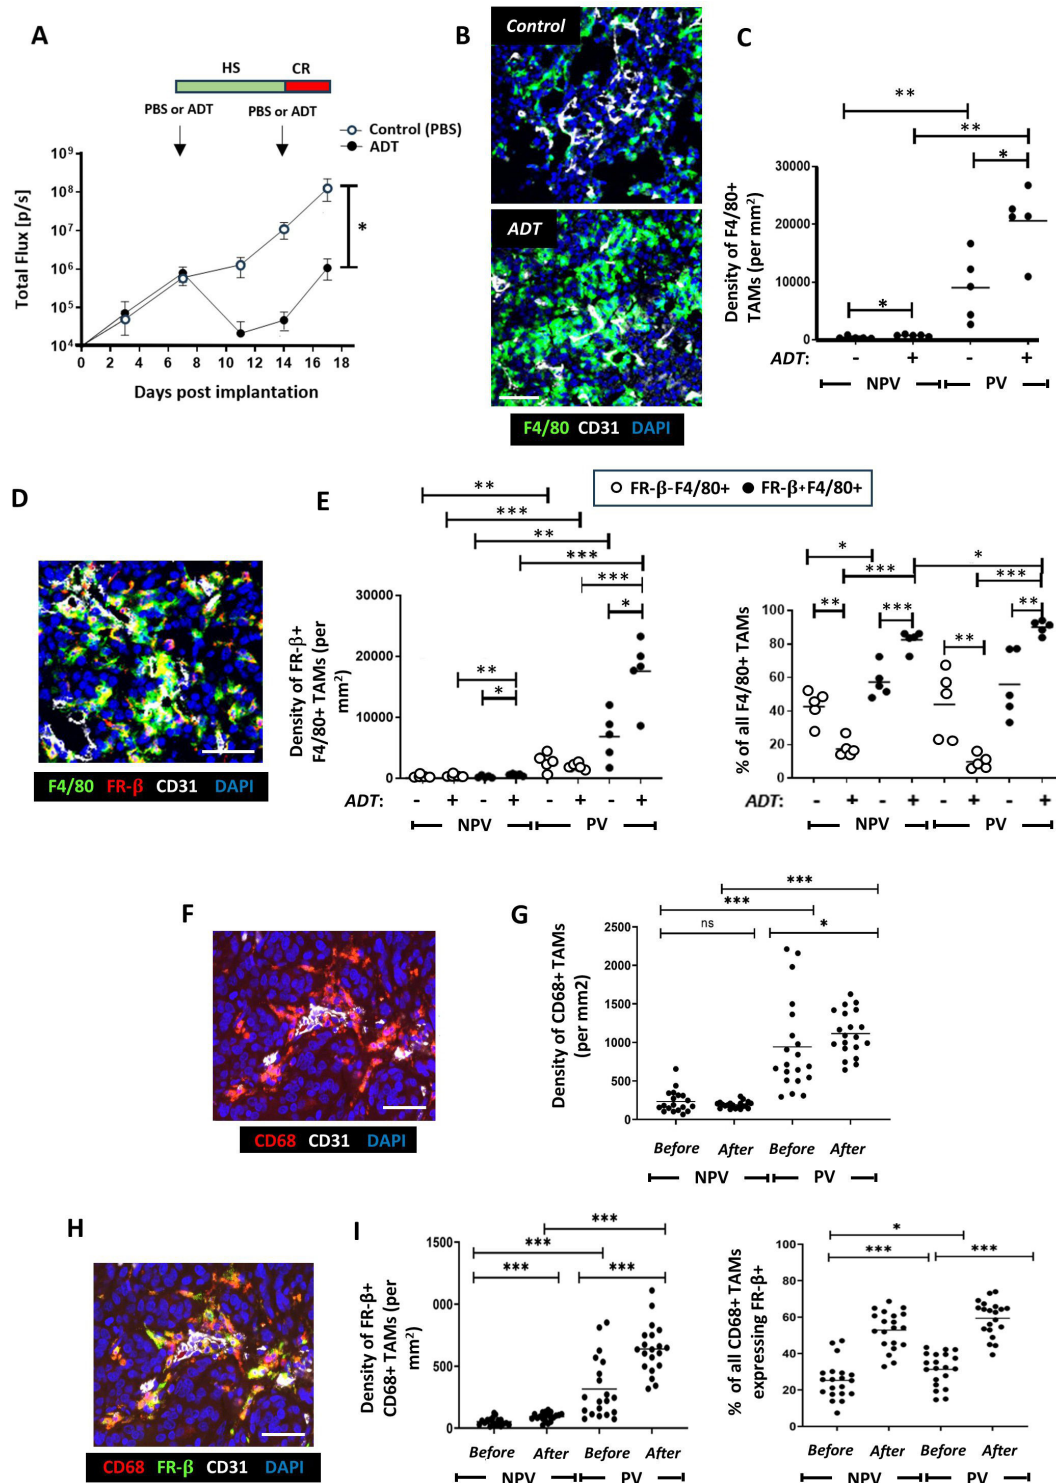 A
HS
CR
PBS or ADT
PBS or ADT
Control (PBS)
ADT
10⁹
10⁸
10⁷
10⁶
10⁵
10⁴
*
Total Flux [p/s]
0 2 4 6 8 10 12 14 16 18
Days post implantation
B
Control
ADT
F4/80 CD31 DAPI
C
**
**
*
*
30000
20000
10000
0
Density of F4/80+
TAMs (per mm²)
ADT: - + - +
NPV PV
D
F4/80 FR-β CD31 DAPI
E
FR-β-F4/80+ FR-β+F4/80+
**
***
**
***
***
*
**
*
30000
20000
10000
0
Density of FR-β+
F4/80+ TAMs (per
mm²)
ADT: - + - + - + - +
NPV PV
*
*
***
***
**
***
**
**
100
80
60
40
20
0
% of all F4/80+ TAMs
ADT: - + - + - + - +
NPV PV
F
CD68 CD31 DAPI
G
***
***
ns
*
2500
2000
1500
1000
500
0
Density of CD68+ TAMs
(per mm2)
Before After Before After
NPV PV
H
CD68 FR-β CD31 DAPI
I
***
***
***
***
1500
000
500
0
Density of FR-β+
CD68+ TAMs (per
mm²)
Before After Before After
NPV PV
*
***
***
100
80
60
40
20
0
% of all CD68+ TAMs
expressing FR-β+
Before After Before After
NPV PV